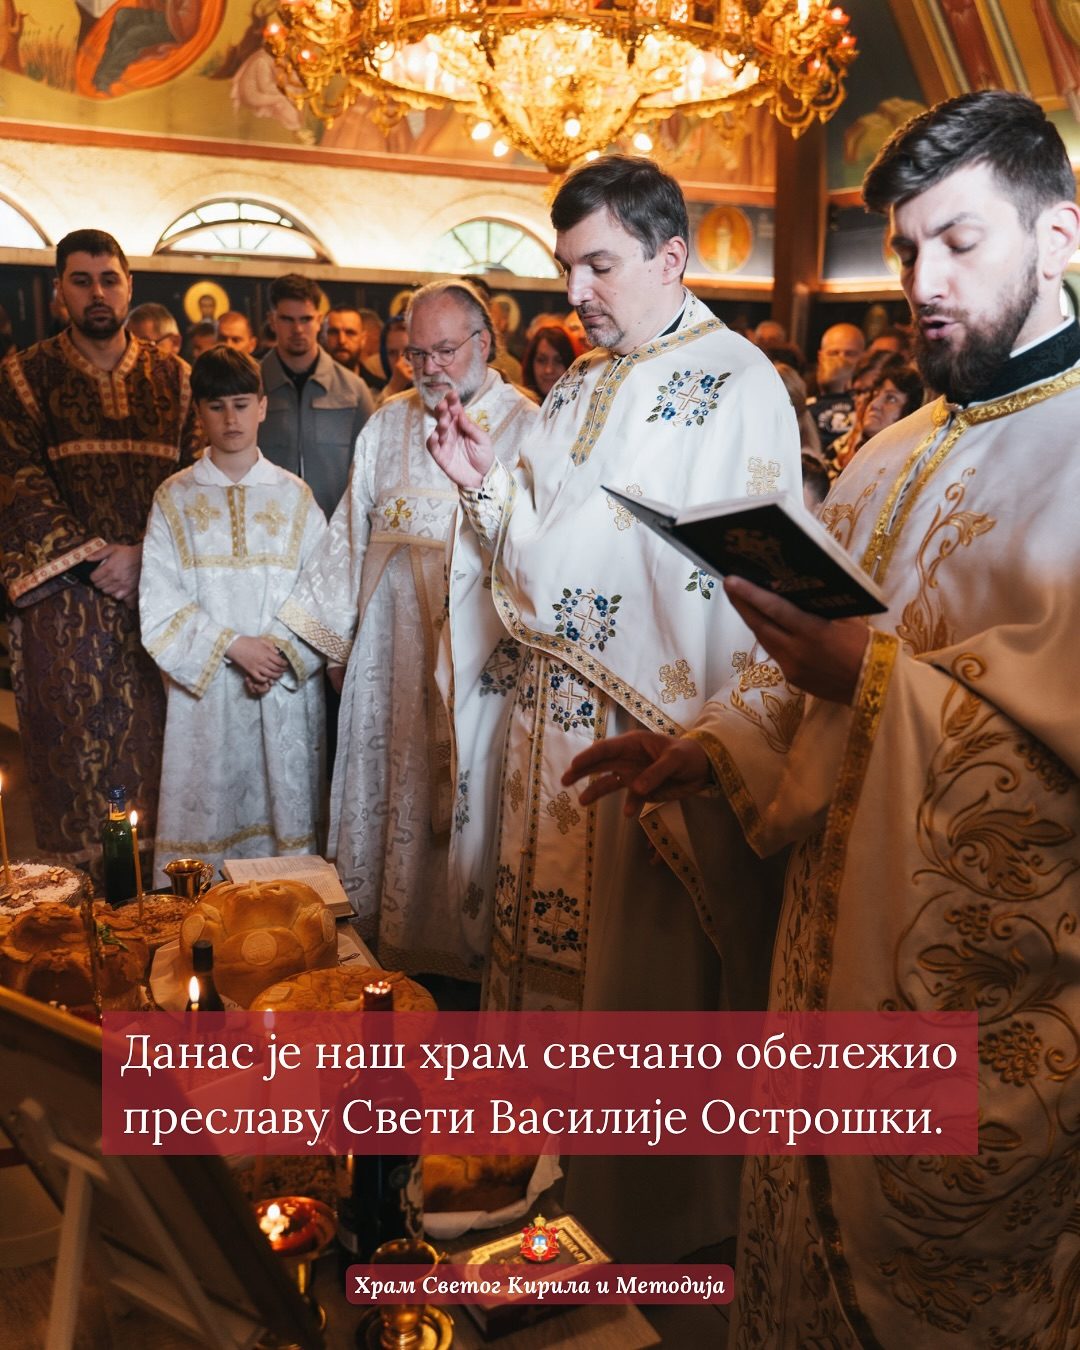 Данас је наш храм свечано обележио
преславу Свети Василије Острошки.
Храм Светог Кирила и Методија